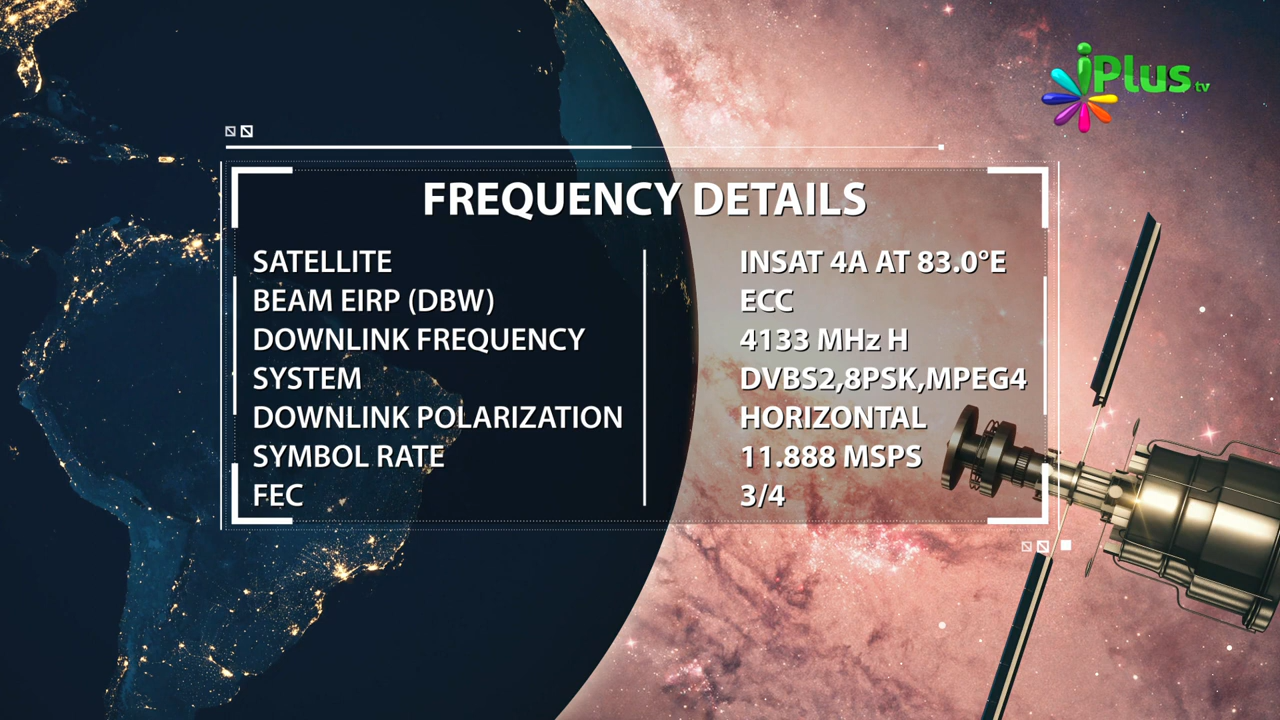 iPlus tv
FREQUENCY DETAILS
SATELLITE INSAT 4A AT 83.0°E
BEAM EIRP (DBW) ECC
DOWNLINK FREQUENCY 4133 MHz H
SYSTEM DVBS2,8PSK,MPEG4
DOWNLINK POLARIZATION HORIZONTAL
SYMBOL RATE 11.888 MSPS
FEC 3/4